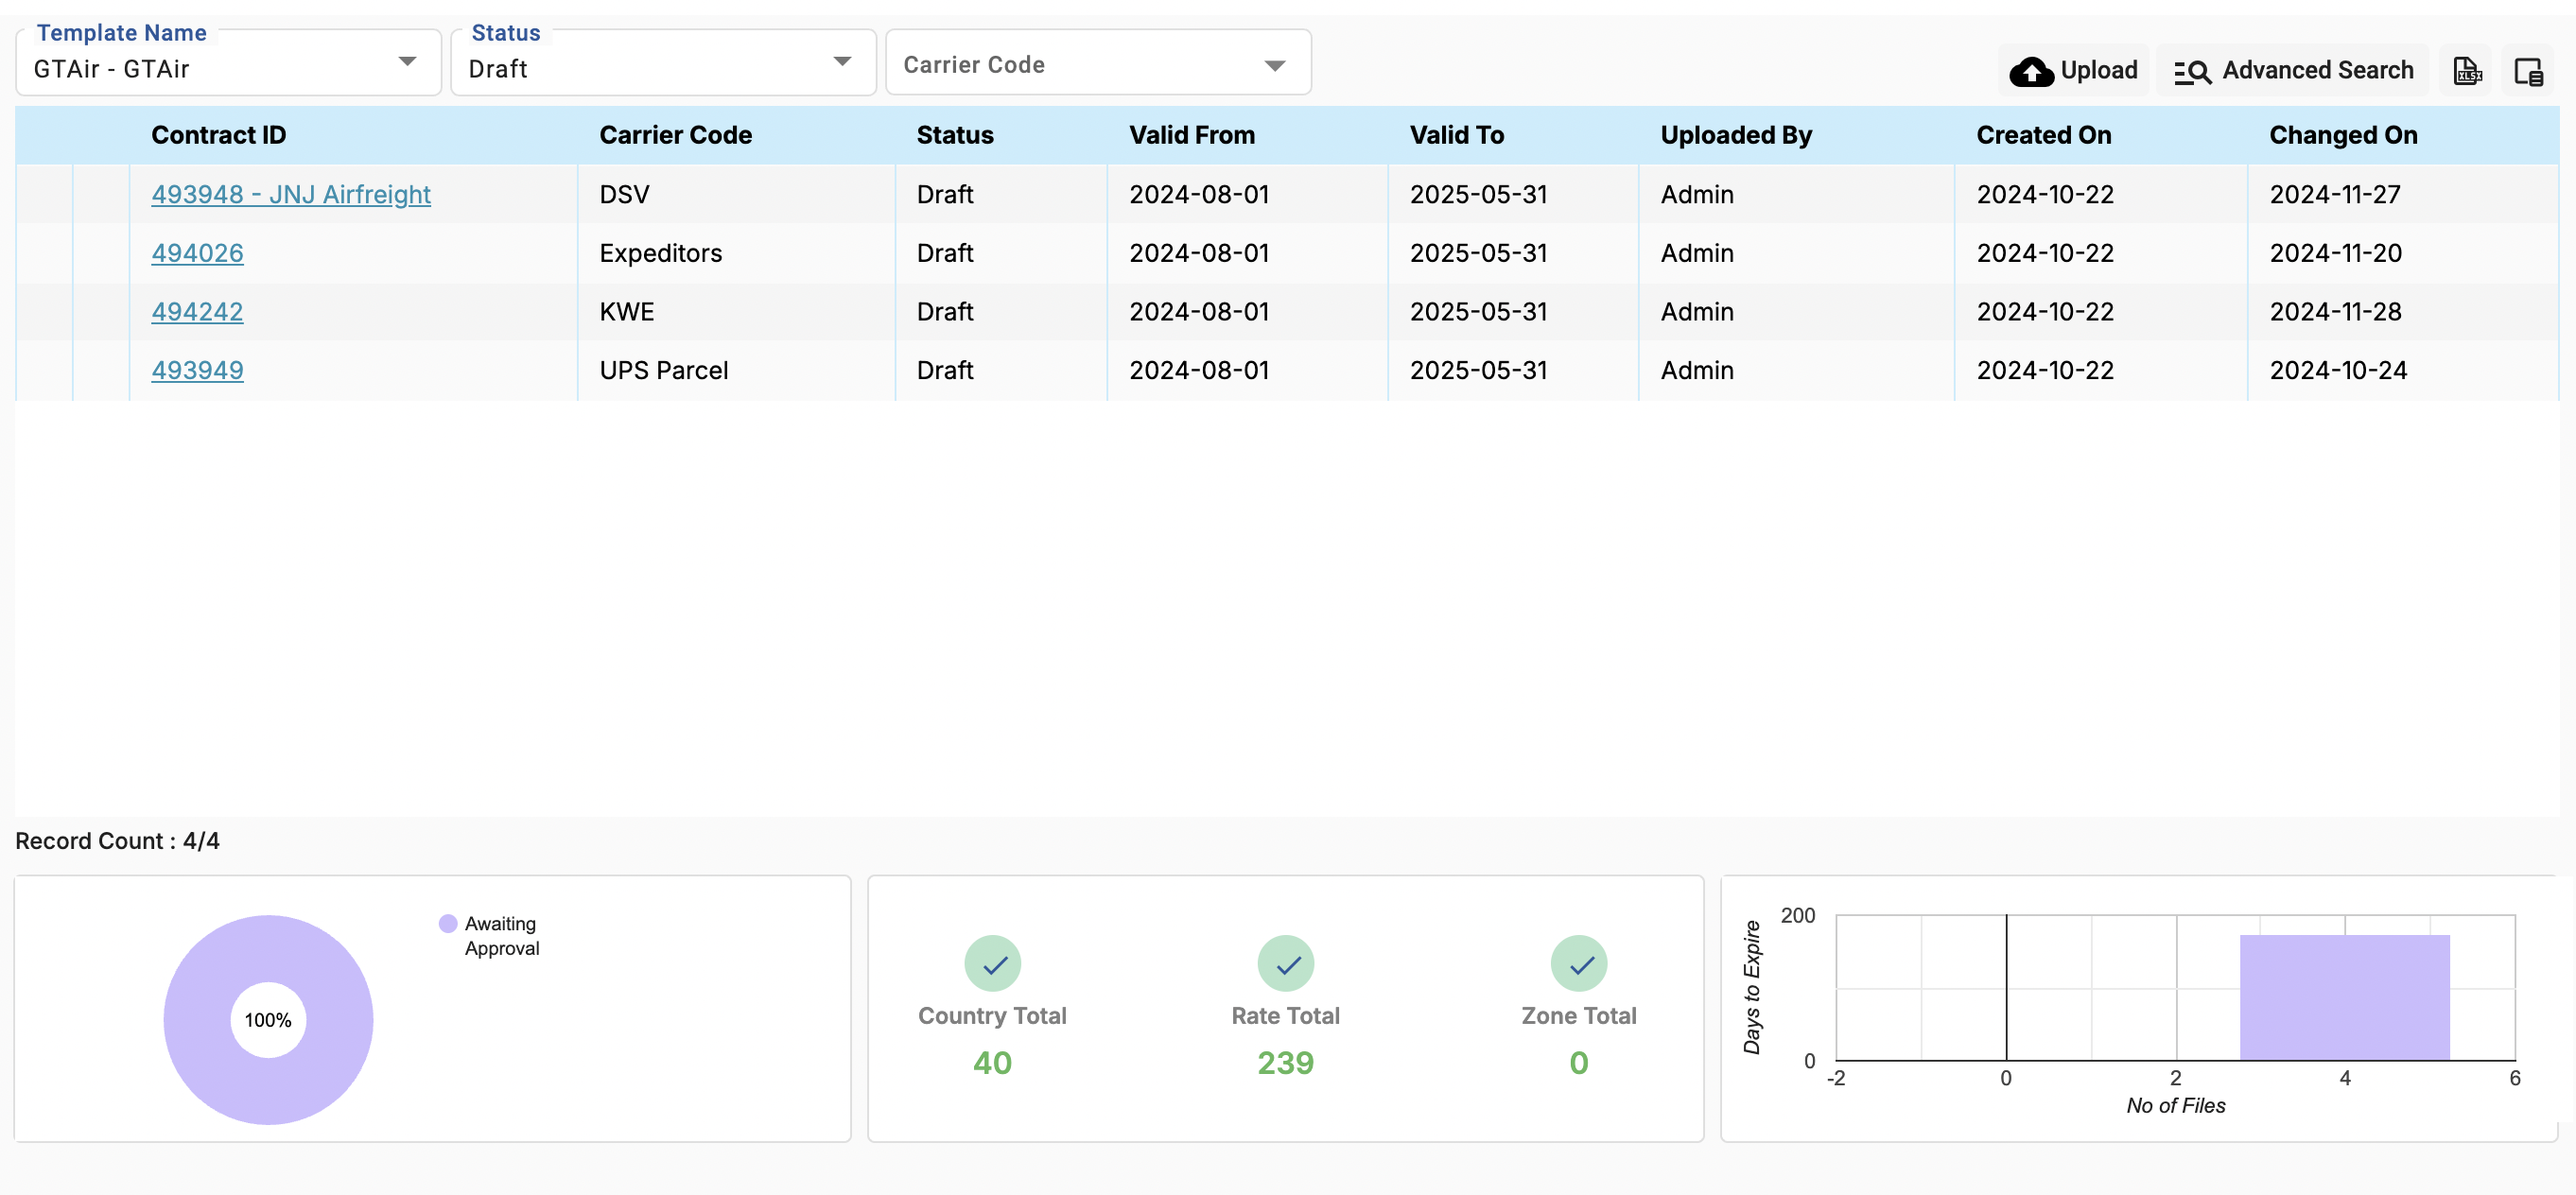 Template Name
GTAir - GTAir
Status
Draft
Carrier Code
Upload
Advanced Search
XLSX
Contract ID Carrier Code Status Valid From Valid To Uploaded By Created On Changed On
493948 - JNJ Airfreight DSV Draft 2024-08-01 2025-05-31 Admin 2024-10-22 2024-11-27
494026 Expeditors Draft 2024-08-01 2025-05-31 Admin 2024-10-22 2024-11-20
494242 KWE Draft 2024-08-01 2025-05-31 Admin 2024-10-22 2024-11-28
493949 UPS Parcel Draft 2024-08-01 2025-05-31 Admin 2024-10-22 2024-10-24
Record Count : 4/4
100%
Awaiting
Approval
Country Total
40
Rate Total
239
Zone Total
0
Days to Expire
200
0
-2 0 2 4 6
No of Files